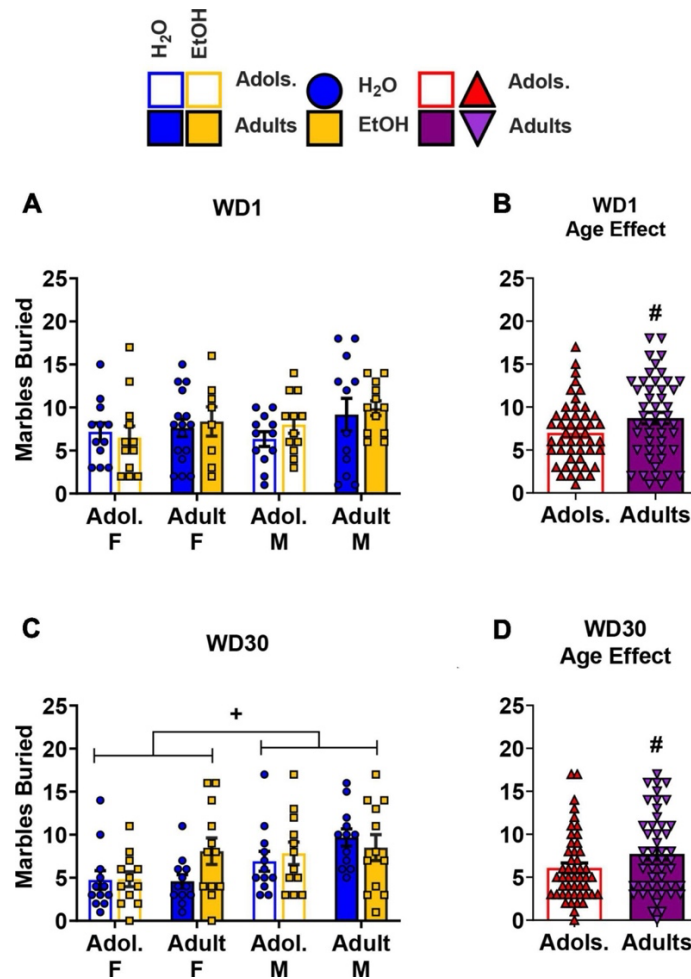 H2O EtOH
Adols. H2O Adols.
Adults EtOH Adults
A WD1
Marbles Buried
25
20
15
10
5
0
Adol. Adult Adol. Adult
F F M M
B WD1
Age Effect
#
25
20
15
10
5
0
Adols. Adults
C WD30
Marbles Buried
+
25
20
15
10
5
0
Adol. Adult Adol. Adult
F F M M
D WD30
Age Effect
#
25
20
15
10
5
0
Adols. Adults